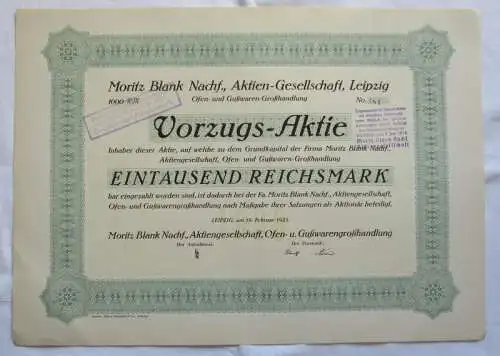 Moritz Blank Nachf., Aktien-Gesellschaft, Leipzig
1000 RM
Ofen- und Gußwaren-Großhandlung
No.
Vorzugs-Aktie
Inhaber dieser Aktie, auf welche zu dem Grundkapital der Firma Moritz Blank Nachf.,
Aktiengesellschaft, Ofen- und Gußwaren-Großhandlung
EINTAUSEND REICHSMARK
bar eingezahlt worden sind, ist dadurch bei der Fa. Moritz Blank Nachf., Aktiengesellschaft,
Ofen- und Gußwarengroßhandlung nach Maßgabe ihrer Satzungen als Aktionär beteiligt.
LEIPZIG, am Februar
Moritz Blank Nachf., Aktiengesellschaft, Ofen- u. Gußwarengroßhandlung
Der Aufsichtsrat:
Der Vorstand: